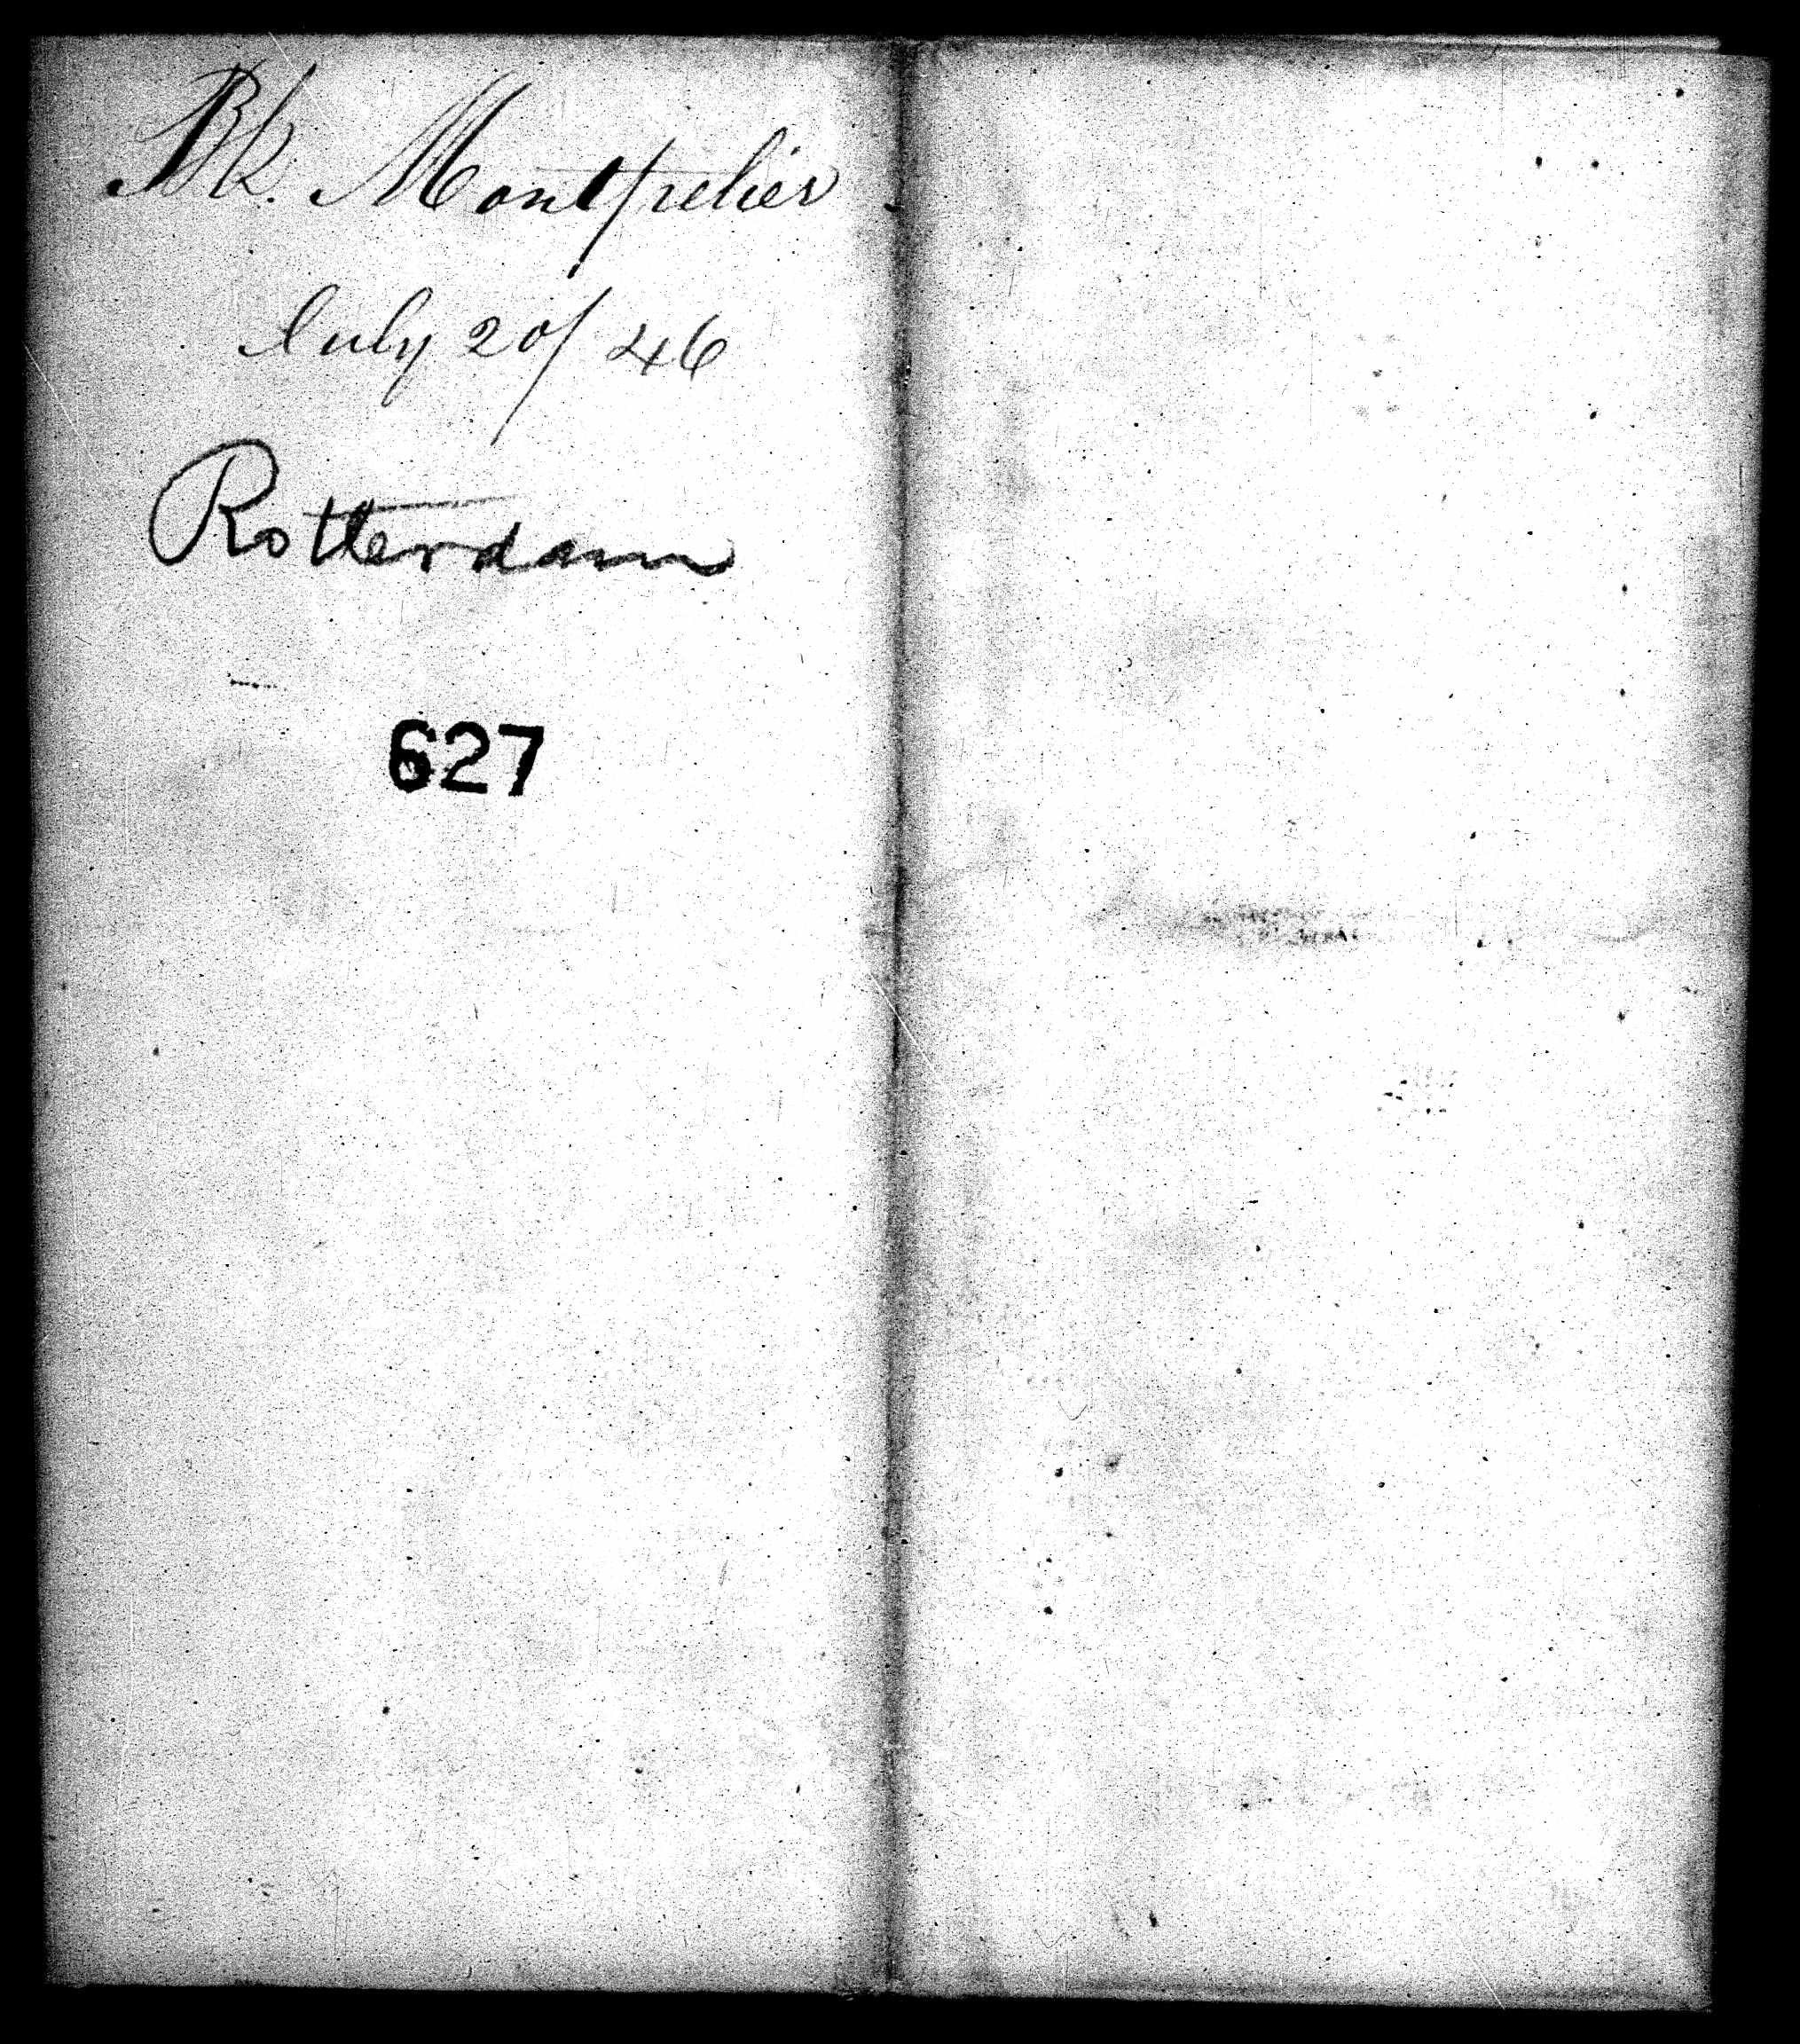 Bk. Montpelier
July 20/46
Rotterdam
627